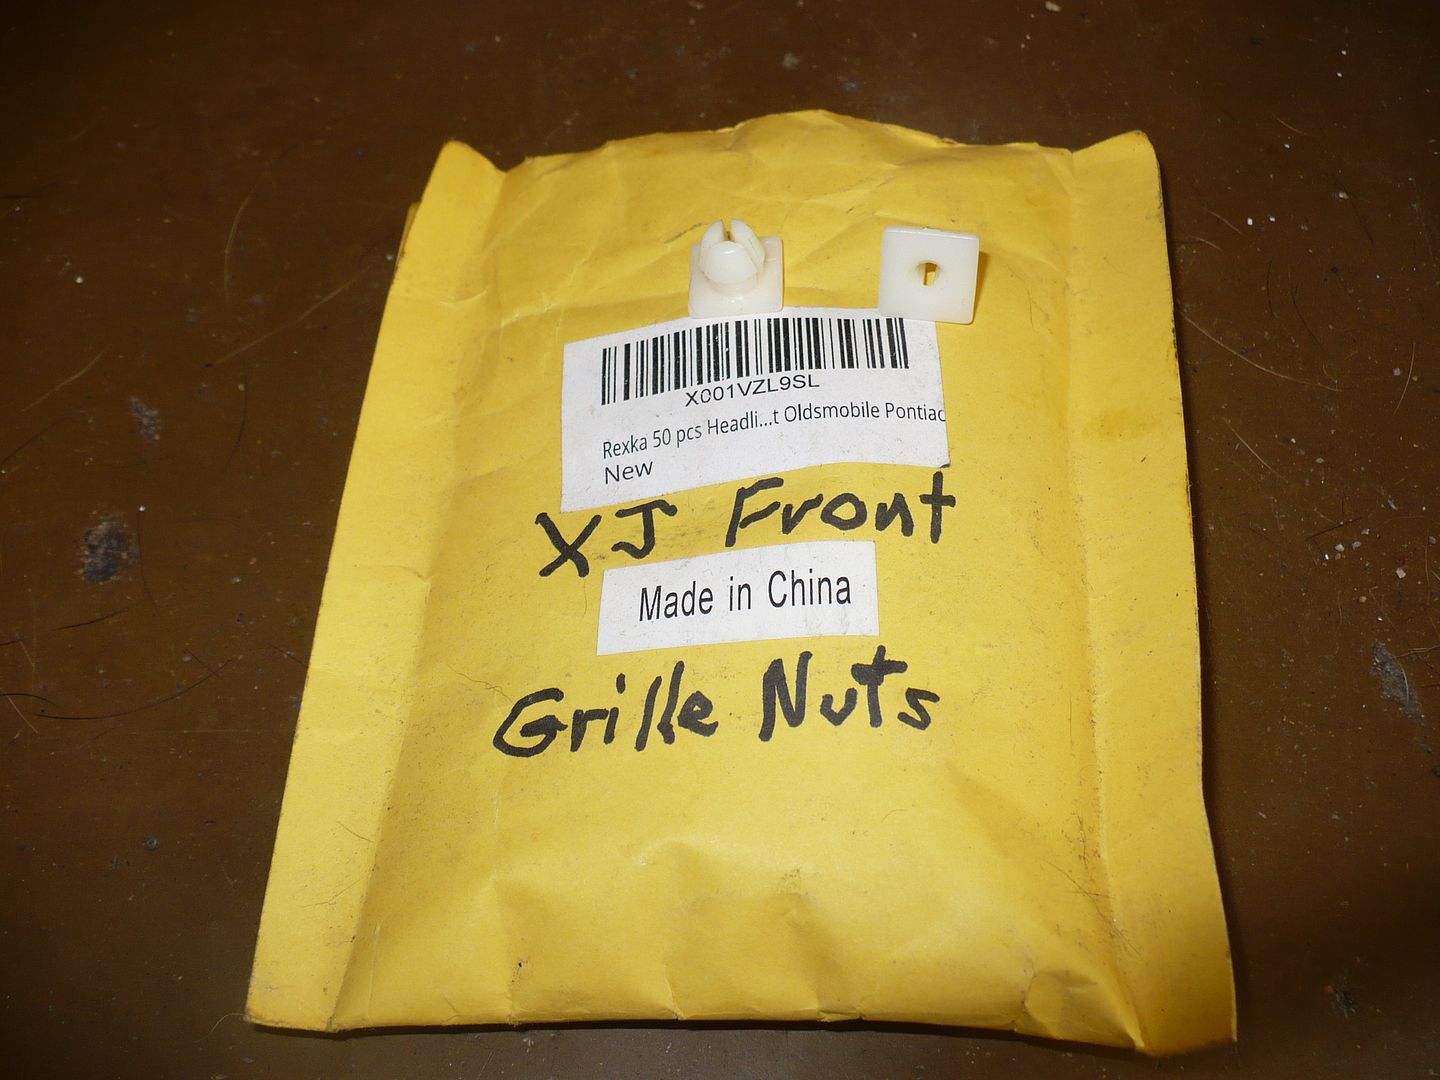 X001VZL9SL
Rexka 50 pcs Headli...t Oldsmobile Pontiac
New
XJ Front
Made in China
Grille Nuts